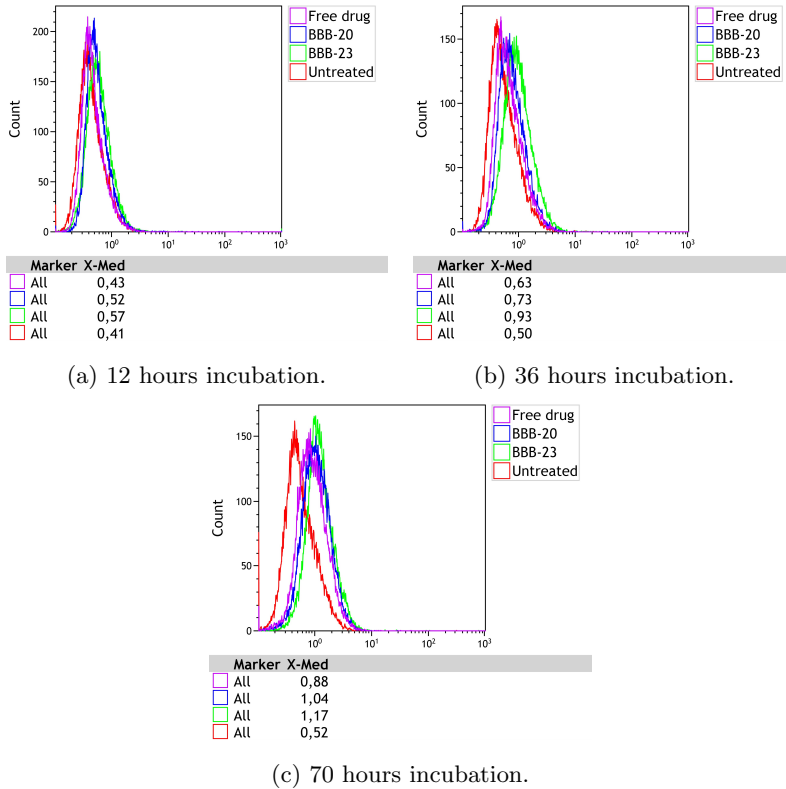 Free drug
BBB-20
BBB-23
Untreated
200
150
100
50
0
Count
10⁰ 10¹ 10² 10³
Marker X-Med
All 0,43
All 0,52
All 0,57
All 0,41
(a) 12 hours incubation.
Free drug
BBB-20
BBB-23
Untreated
150
100
50
0
Count
10⁰ 10¹ 10² 10³
Marker X-Med
All 0,63
All 0,73
All 0,93
All 0,50
(b) 36 hours incubation.
Free drug
BBB-20
BBB-23
Untreated
150
100
50
0
Count
10⁰ 10¹ 10² 10³
Marker X-Med
All 0,88
All 1,04
All 1,17
All 0,52
(c) 70 hours incubation.